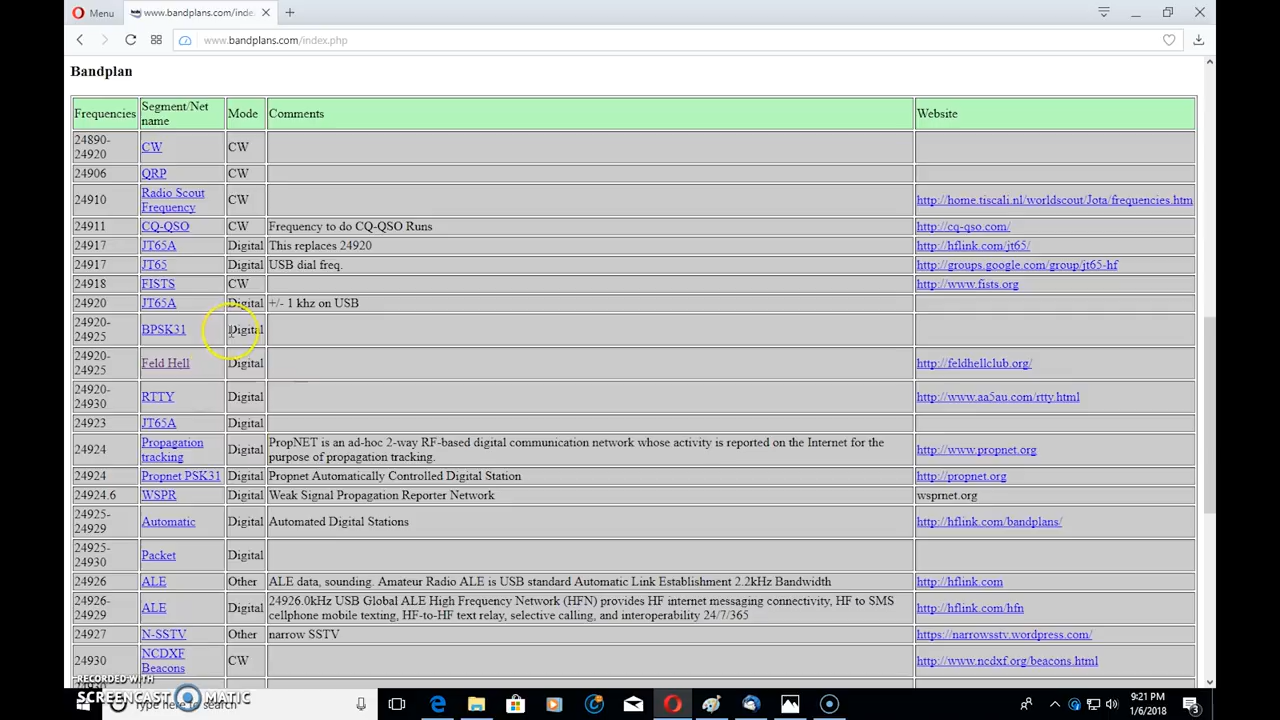 Menu
www.bandplans.com/inde
www.bandplans.com/index.php
Bandplan
Frequencies Segment/Net name Mode Comments Website
24890-24920 CW CW
24906 QRP CW
24910 Radio Scout Frequency CW http://home.tiscali.nl/worldscout/Jota/frequencies.htm
24911 CQ-QSO CW Frequency to do CQ-QSO Runs http://cq-qso.com/
24917 JT65A Digital This replaces 24920 http://hflink.com/jt65/
24917 JT65 Digital USB dial freq. http://groups.google.com/group/jt65-hf
24918 FISTS CW http://www.fists.org
24920 JT65A Digital +/- 1 khz on USB
24920-24925 BPSK31 Digital
24920-24925 Feld Hell Digital http://feldhellclub.org/
24920-24930 RTTY Digital http://www.aa5au.com/rtty.html
24923 JT65A Digital
24924 Propagation tracking Digital PropNET is an ad-hoc 2-way RF-based digital communication network whose activity is reported on the Internet for the
purpose of propagation tracking. http://www.propnet.org
24924 Propnet PSK31 Digital Propnet Automatically Controlled Digital Station http://propnet.org
24924.6 WSPR Digital Weak Signal Propagation Reporter Network wsprnet.org
24925-24929 Automatic Digital Automated Digital Stations http://hflink.com/bandplans/
24925-24930 Packet Digital
24926 ALE Other ALE data, sounding. Amateur Radio ALE is USB standard Automatic Link Establishment 2.2kHz Bandwidth http://hflink.com
24926-24929 ALE Digital 24926.0kHz USB Global ALE High Frequency Network (HFN) provides HF internet messaging connectivity, HF to SMS
cellphone mobile texting, HF-to-HF text relay, selective calling, and interoperability 24/7/365 http://hflink.com/hfn
24927 N-SSTV Other narrow SSTV https://narrowsstv.wordpress.com/
24930 NCDXF Beacons CW http://www.ncdxf.org/beacons.html
RECORDED WITH
SCREENCAST MATIC
Type here to search
9:21 PM
1/6/2018
3